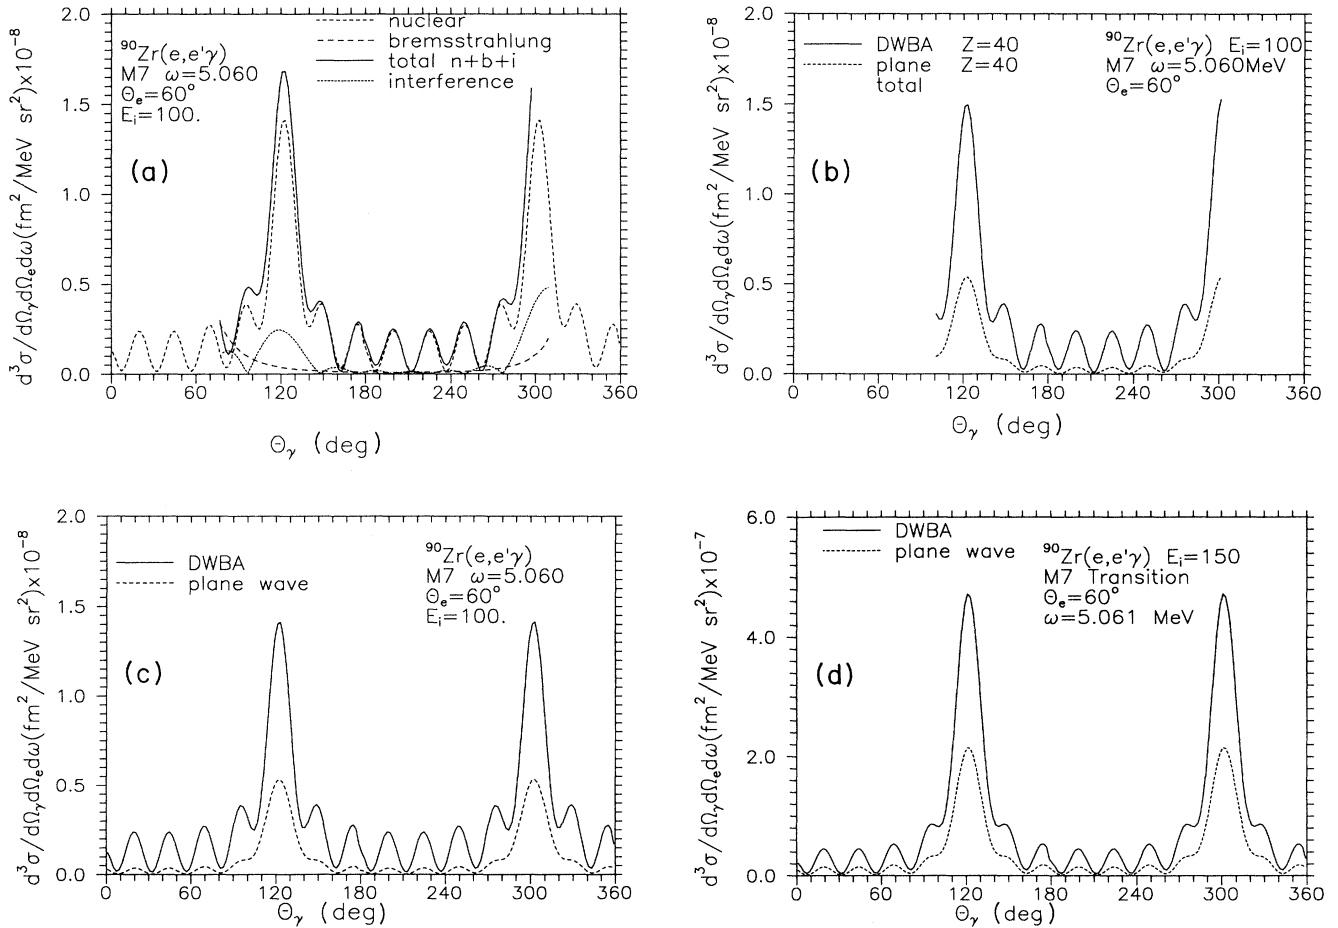 2.0
1.5
1.0
0.5
0.0
d³σ/dΩᵧdΩₑdω(fm²/MeV sr²)x10⁻⁸
⁹⁰Zr(e,e'γ)
M7 ω=5.060
Θₑ=60°
Eᵢ=100.
nuclear
bremsstrahlung
total n+b+i
interference
(a)
0 60 120 180 240 300 360
Θᵧ (deg)
2.0
1.5
1.0
0.5
0.0
d³σ/dΩᵧdΩₑdω(fm²/MeV sr²)x10⁻⁸
DWBA Z=40
plane Z=40
total
⁹⁰Zr(e,e'γ) Eᵢ=100
M7 ω=5.060MeV
Θₑ=60°
(b)
0 60 120 180 240 300 360
Θᵧ (deg)
2.0
1.5
1.0
0.5
0.0
d³σ/dΩᵧdΩₑdω(fm²/MeV sr²)x10⁻⁸
DWBA
plane wave
⁹⁰Zr(e,e'γ)
M7 ω=5.060
Θₑ=60°
Eᵢ=100.
(c)
0 60 120 180 240 300 360
Θᵧ (deg)
6.0
4.0
2.0
0.0
d³σ/dΩᵧdΩₑdω(fm²/MeV sr²)x10⁻⁷
DWBA
plane wave
⁹⁰Zr(e,e'γ) Eᵢ=150
M7 Transition
Θₑ=60°
ω=5.061 MeV
(d)
0 60 120 180 240 300 360
Θᵧ (deg)